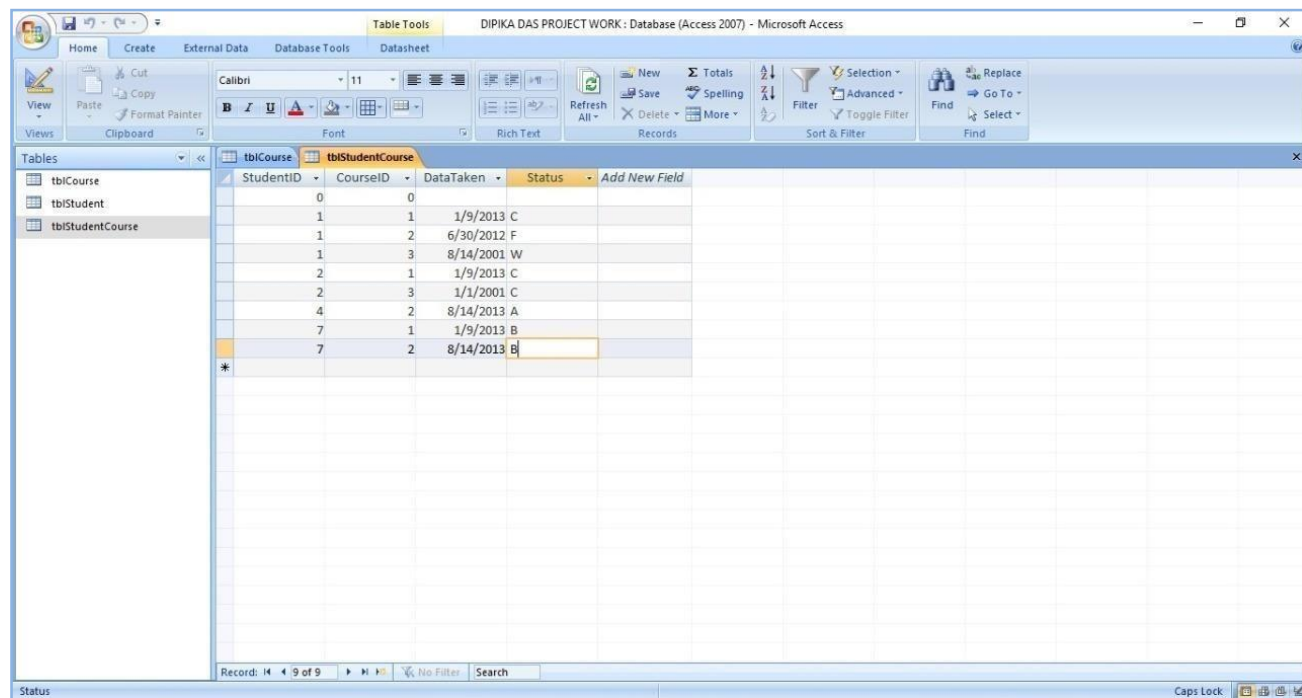 Table Tools DIPIKA DAS PROJECT WORK : Database (Access 2007) - Microsoft Access
Home Create External Data Database Tools Datasheet
View
Views
Paste
Cut
Copy
Format Painter
Clipboard
Calibri 11
B I U A
Font
Rich Text
Refresh All
New Σ Totals
Save Spelling
Delete More
Records
Filter
Selection
Advanced
Toggle Filter
Sort & Filter
Find
Replace
Go To
Select
Find
Tables
tblCourse
tblStudent
tblStudentCourse
tblCourse tblStudentCourse
StudentID CourseID DataTaken Status Add New Field
0 0
1 1 1/9/2013 C
1 2 6/30/2012 F
1 3 8/14/2001 W
2 1 1/9/2013 C
2 3 1/1/2001 C
4 2 8/14/2013 A
7 1 1/9/2013 B
7 2 8/14/2013 B
Record: 9 of 9 No Filter Search
Status Caps Lock